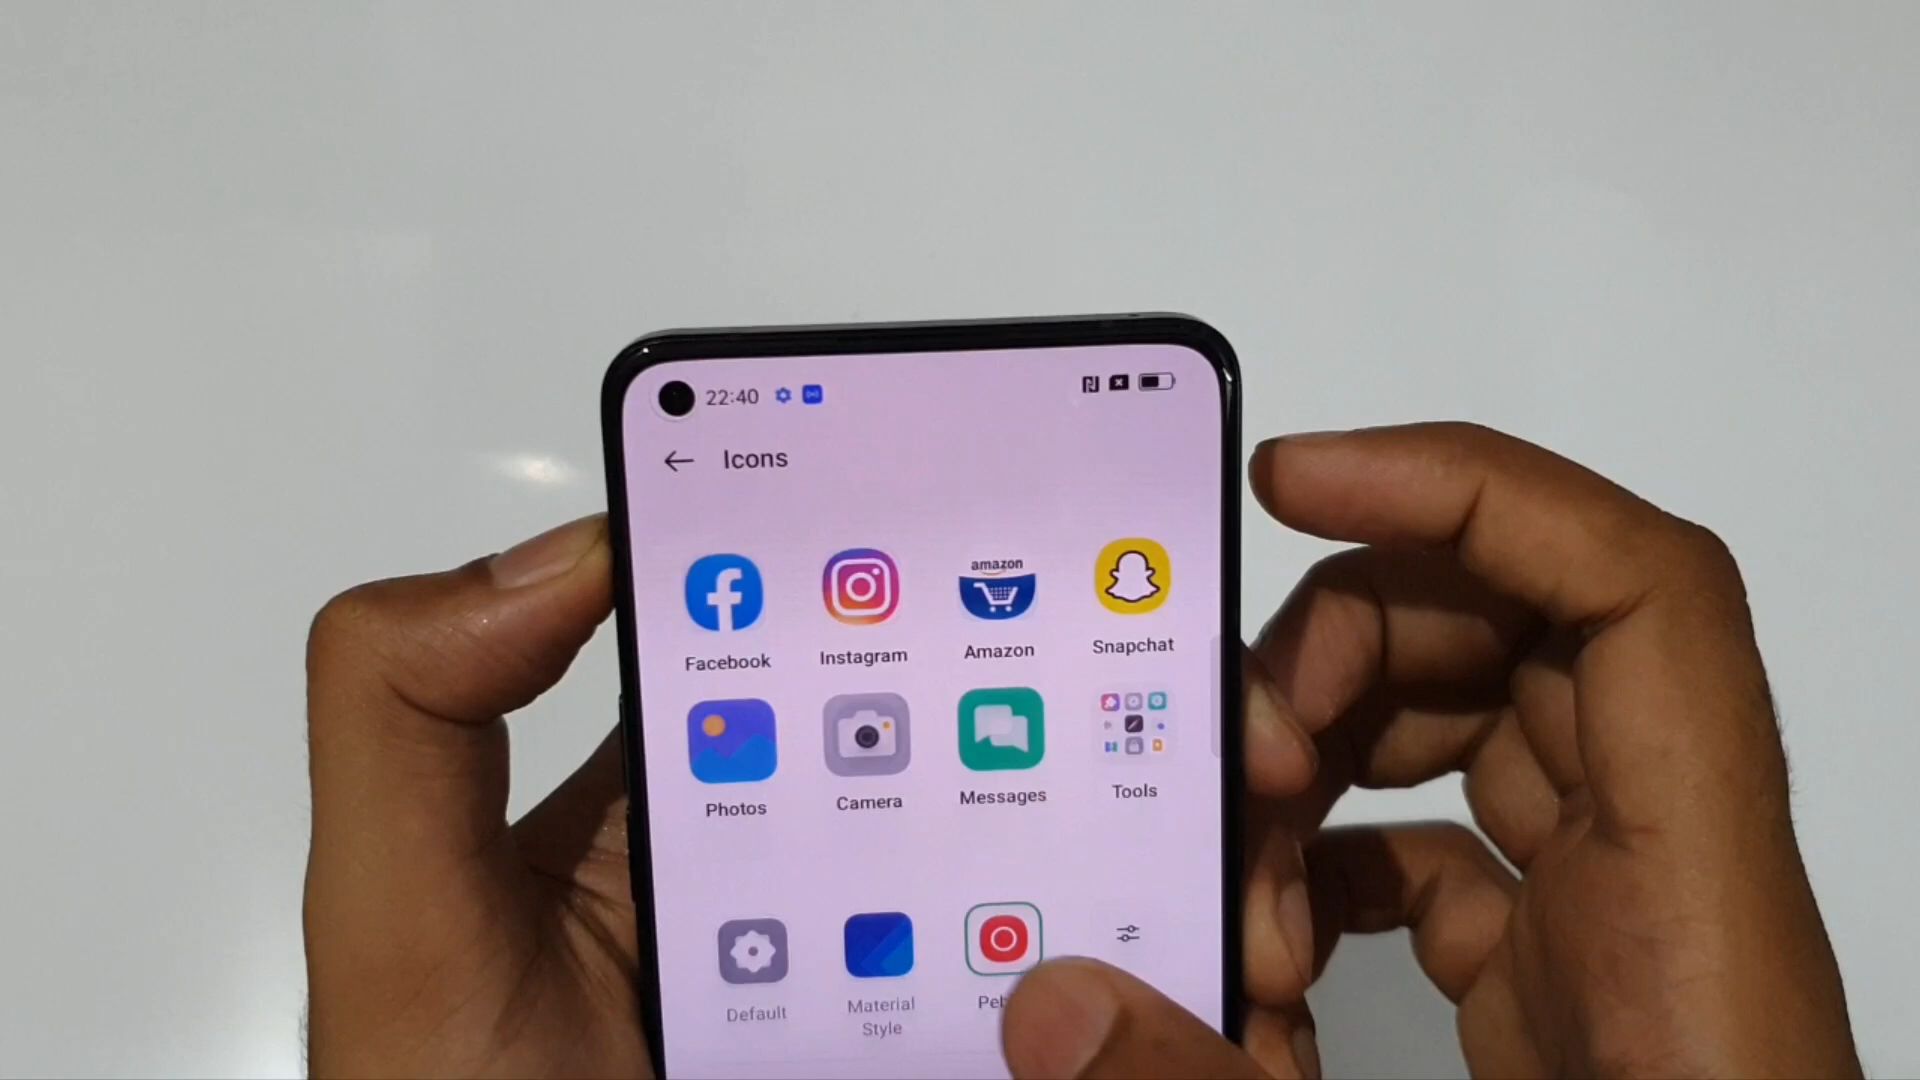 22:40
Icons
amazon
Facebook
Instagram
Amazon
Snapchat
Photos
Camera
Messages
Tools
Default
Material
Style